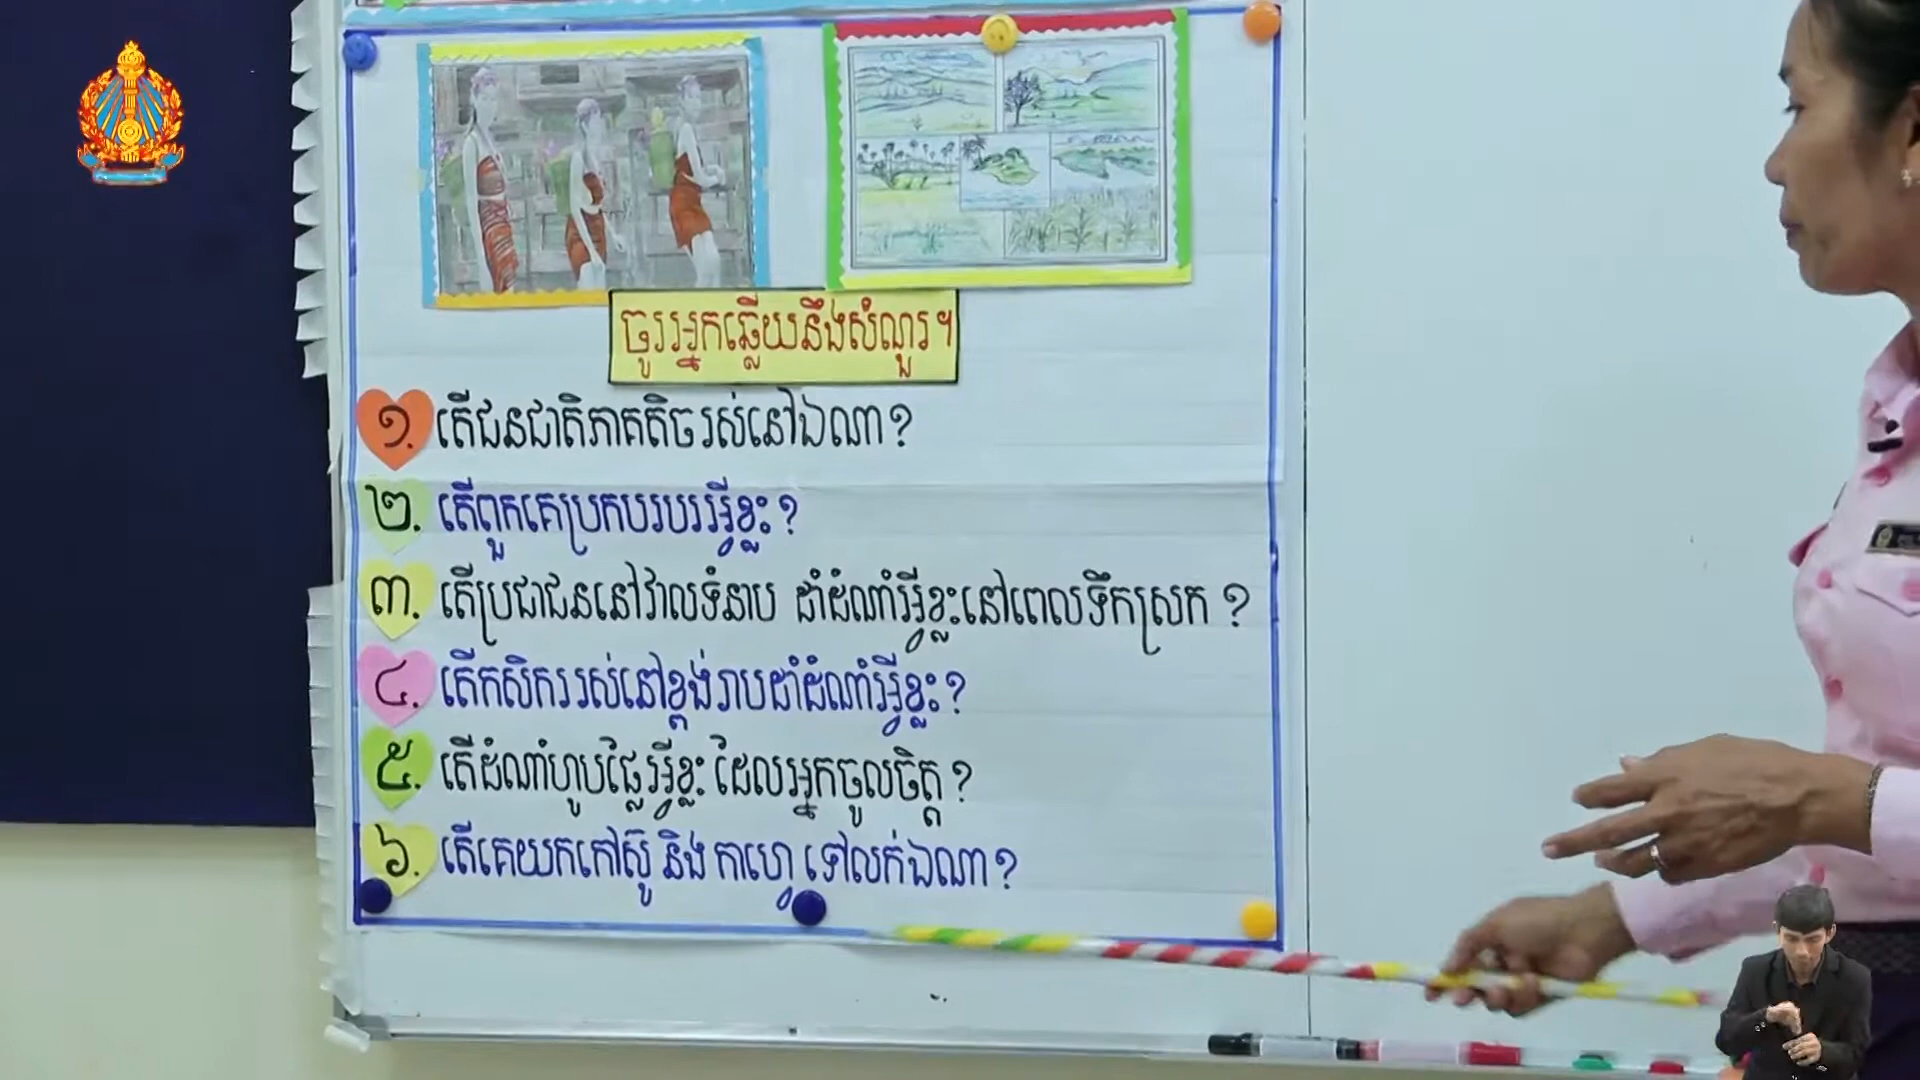 ចូរអ្នកឆ្លើយនឹងសំណួរ។
១. តើជនជាតិភាគតិចរស់នៅឯណា?
២. តើពួកគេប្រកបរបរអ្វីខ្លះ?
៣. តើប្រជាជននៅវាលទំនាប ដាំដំណាំអ្វីខ្លះនៅពេលទឹកស្រក ?
៤. តើកសិកររស់នៅខ្ពង់រាបដាំដំណាំអ្វីខ្លះ?
៥. តើដំណាំហូបផ្លែអ្វីខ្លះ ដែលអ្នកចូលចិត្ត ?
៦. តើគេយកកៅស៊ូ និង កាហ្វេ ទៅលក់ឯណា?